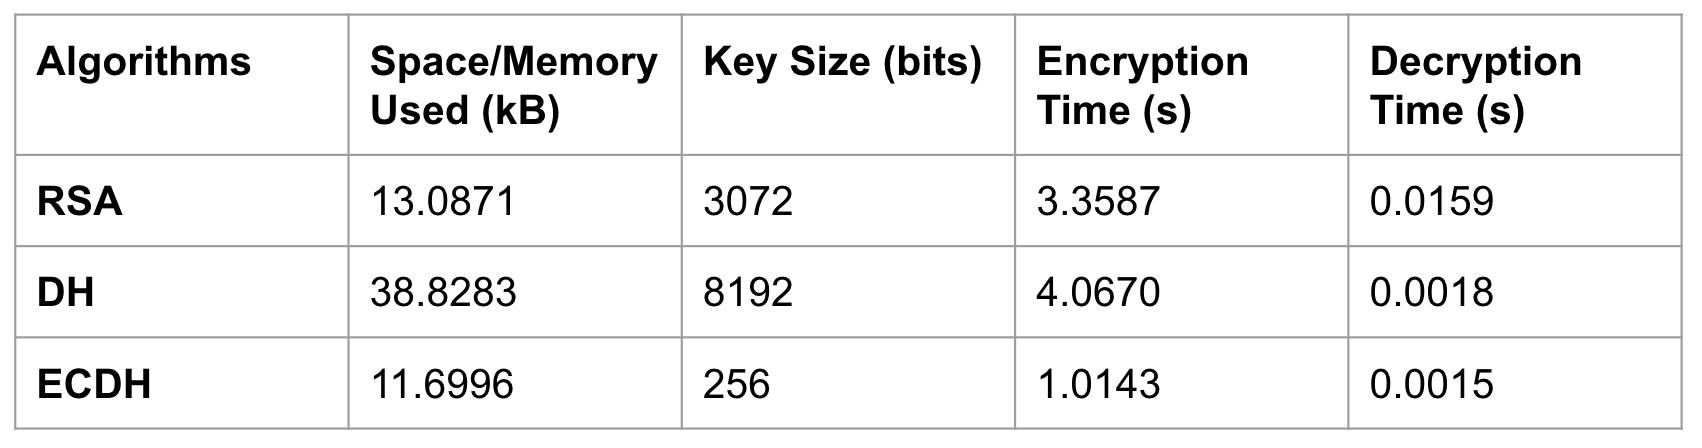 Algorithms
Space/Memory
Used (kB)
Key Size (bits)
Encryption
Time (s)
Decryption
Time (s)
RSA
13.0871
3072
3.3587
0.0159
DH
38.8283
8192
4.0670
0.0018
ECDH
11.6996
256
1.0143
0.0015